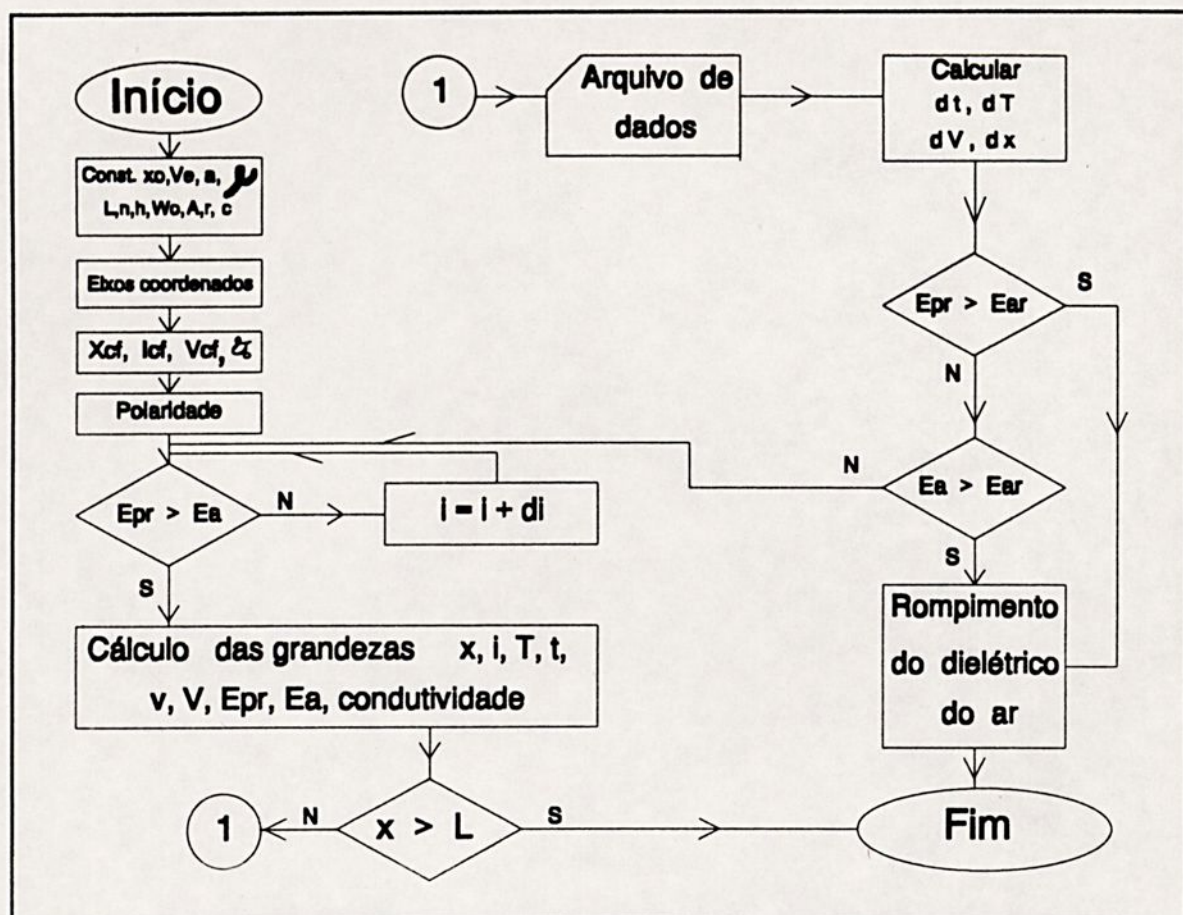 Início
Const. xo,Ve, a, μ
L,n,h,Wo,A,r, c
Eixos coordenados
Xcf, Icf, Vcf,
Polaridade
Epr > Ea
N
i = i + di
S
Cálculo das grandezas x, i, T, t,
v, V, Epr, Ea, condutividade
x > L
N
1
S
1
Arquivo de
dados
Calcular
dt, dT
dV, dx
Epr > Ear
S
N
Ea > Ear
N
S
Rompimento
do dielétrico
do ar
Fim